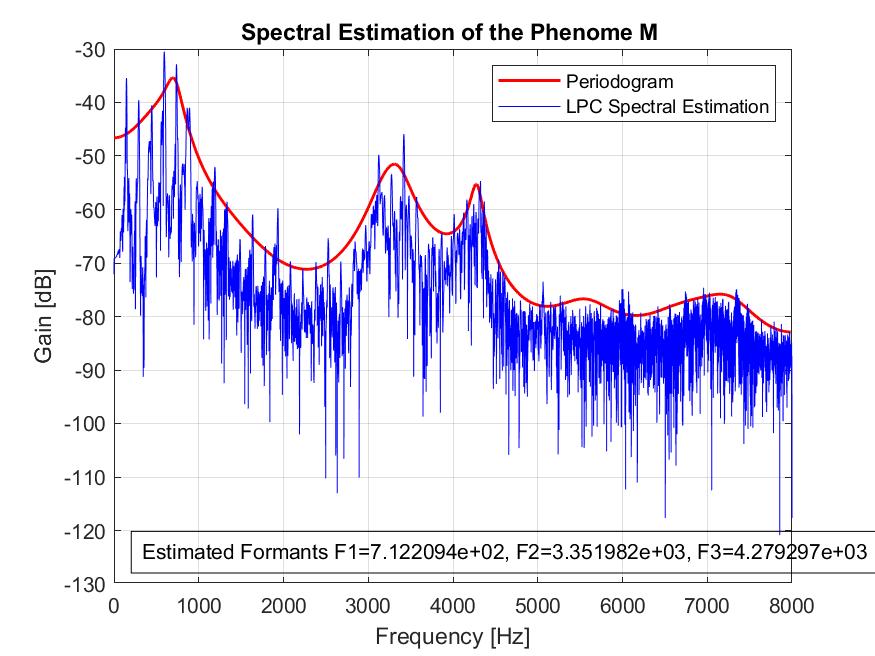 Spectral Estimation of the Phenome M
Periodogram
LPC Spectral Estimation
Gain [dB]
-30
-40
-50
-60
-70
-80
-90
-100
-110
-120
-130
Estimated Formants F1=7.122094e+02, F2=3.351982e+03, F3=4.279297e+03
0 1000 2000 3000 4000 5000 6000 7000 8000
Frequency [Hz]